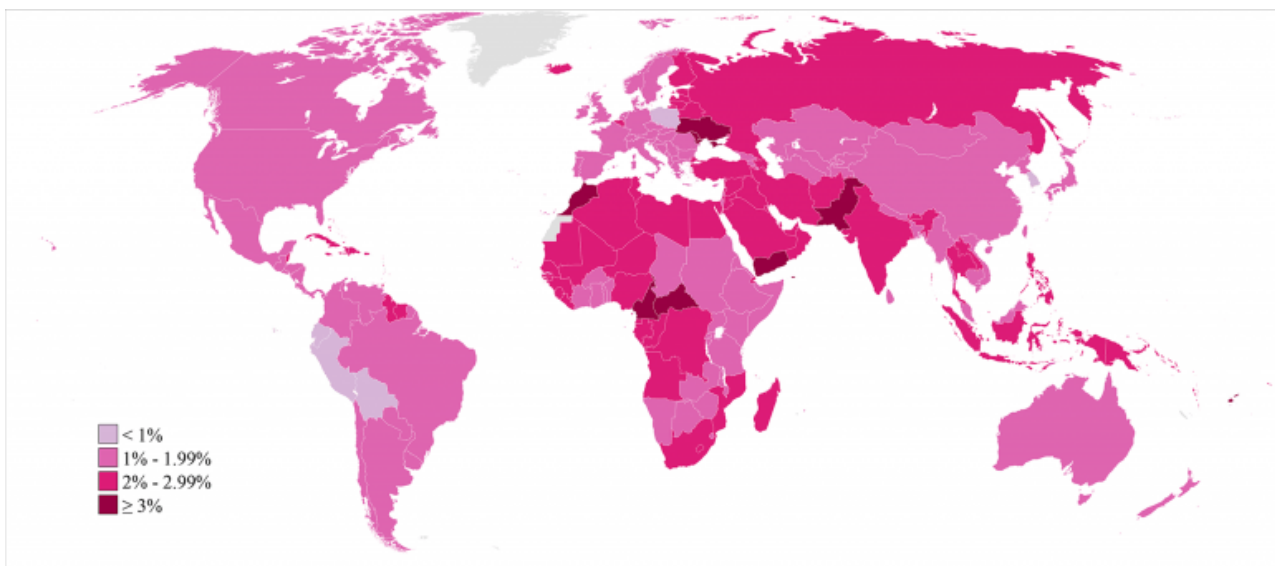 < 1%
1% - 1.99%
2% - 2.99%
≥ 3%